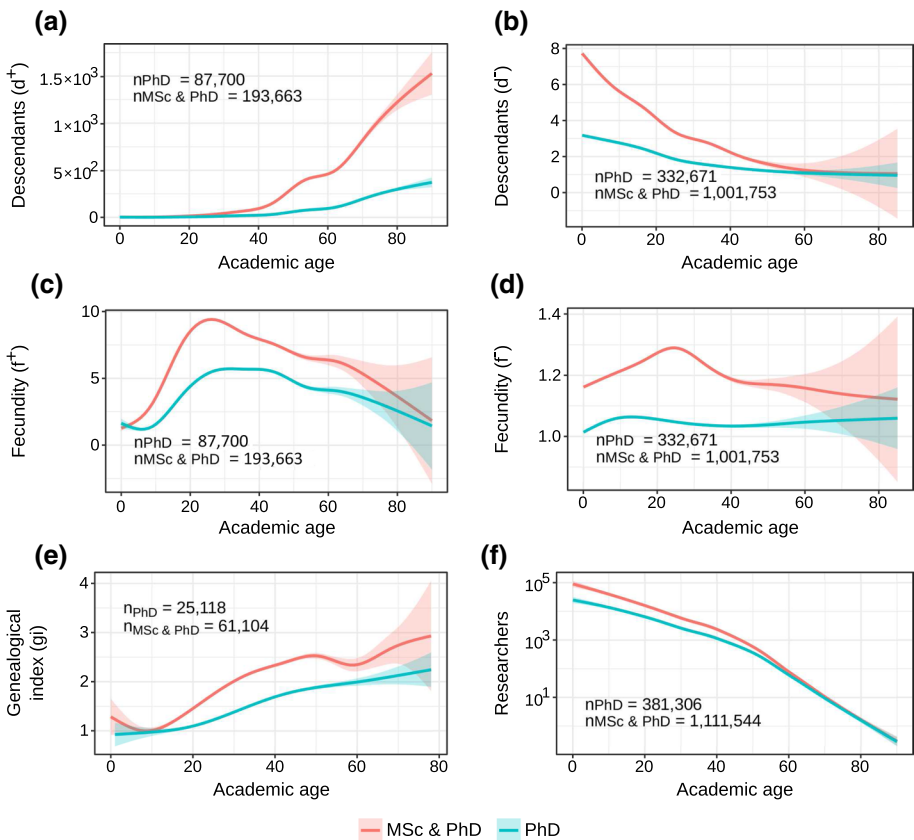 (a)
Descendants (d⁺)
1.5×10³
1×10³
5×10²
0
nPhD = 87,700
nMSc & PhD = 193,663
0 20 40 60 80
Academic age
(b)
Descendants (d⁻)
8
6
4
2
0
nPhD = 332,671
nMSc & PhD = 1,001,753
0 20 40 60 80
Academic age
(c)
Fecundity (f⁺)
10
5
0
nPhD = 87,700
nMSc & PhD = 193,663
0 20 40 60 80
Academic age
(d)
Fecundity (f⁻)
1.4
1.2
1.0
nPhD = 332,671
nMSc & PhD = 1,001,753
0 20 40 60 80
Academic age
(e)
Genealogical
index (gi)
4
3
2
1
nPhD = 25,118
nMSc & PhD = 61,104
0 20 40 60 80
Academic age
(f)
Researchers
10⁵
10³
10¹
nPhD = 381,306
nMSc & PhD = 1,111,544
0 20 40 60 80
Academic age
MSc & PhD PhD